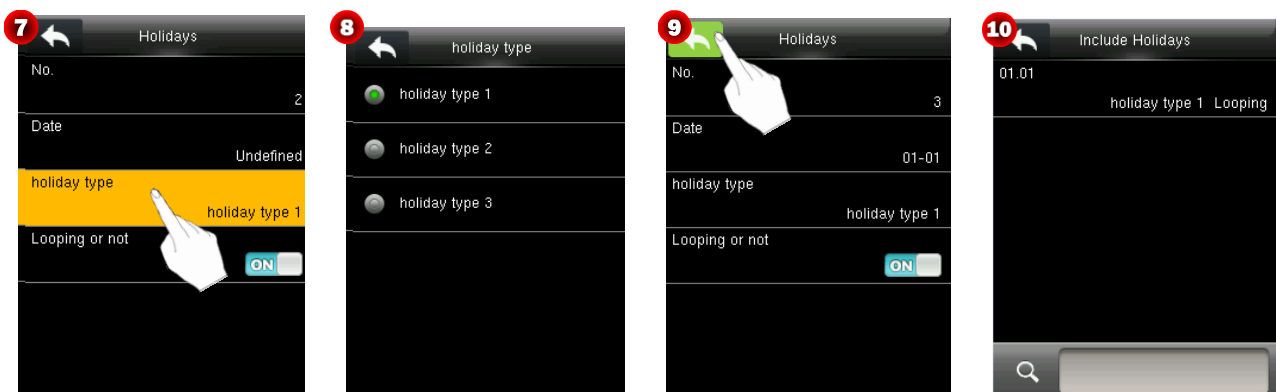 7
Holidays
No.
2
Date
Undefined
holiday type
holiday type 1
Looping or not
ON
8
holiday type
holiday type 1
holiday type 2
holiday type 3
9
Holidays
No.
3
Date
01-01
holiday type
holiday type 1
Looping or not
ON
10
Include Holidays
01.01
holiday type 1 Looping